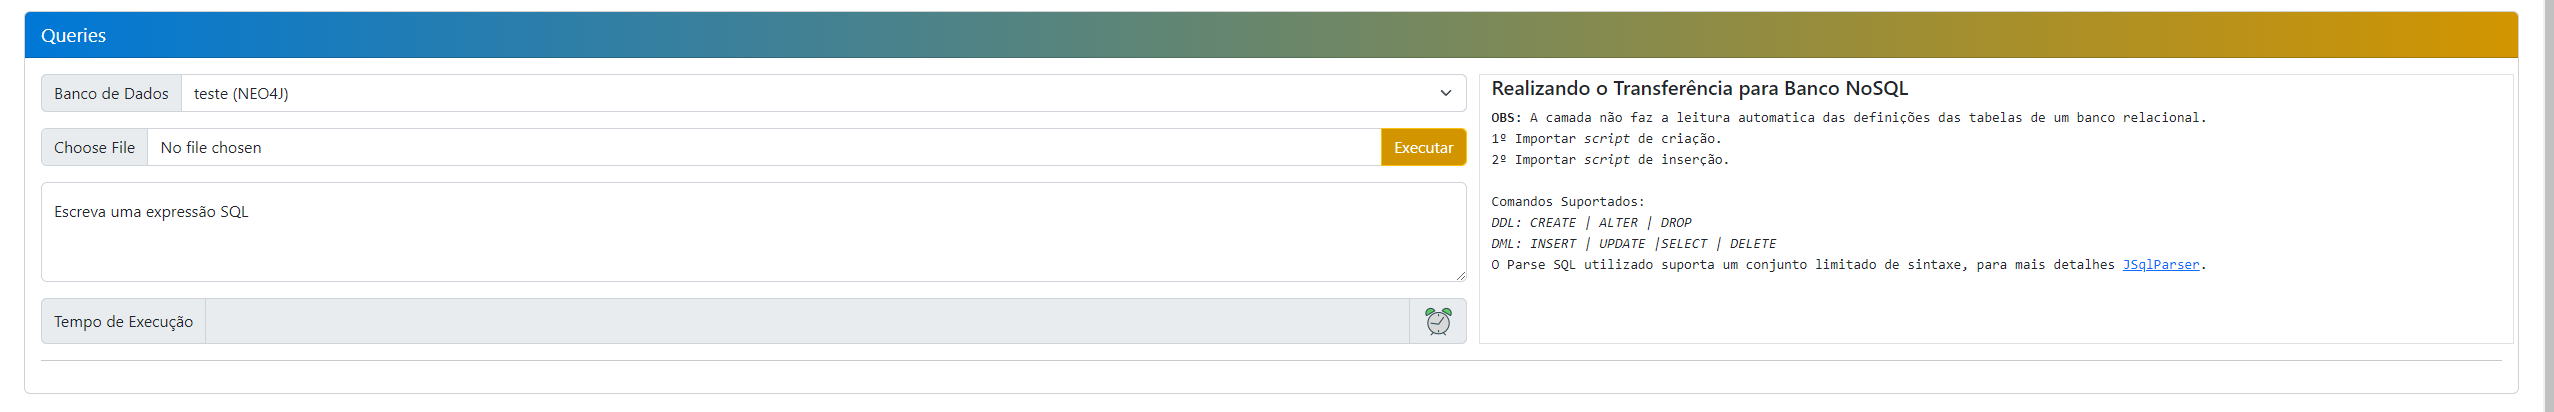 Queries
Banco de Dados
teste (NEO4J)
Choose File
No file chosen
Executar
Escreva uma expressão SQL
Tempo de Execução
Realizando o Transferência para Banco NoSQL
OBS: A camada não faz a leitura automatica das definições das tabelas de um banco relacional.
1º Importar script de criação.
2º Importar script de inserção.
Comandos Suportados:
DDL: CREATE | ALTER | DROP
DML: INSERT | UPDATE |SELECT | DELETE
O Parse SQL utilizado suporta um conjunto limitado de sintaxe, para mais detalhes JSqlParser.